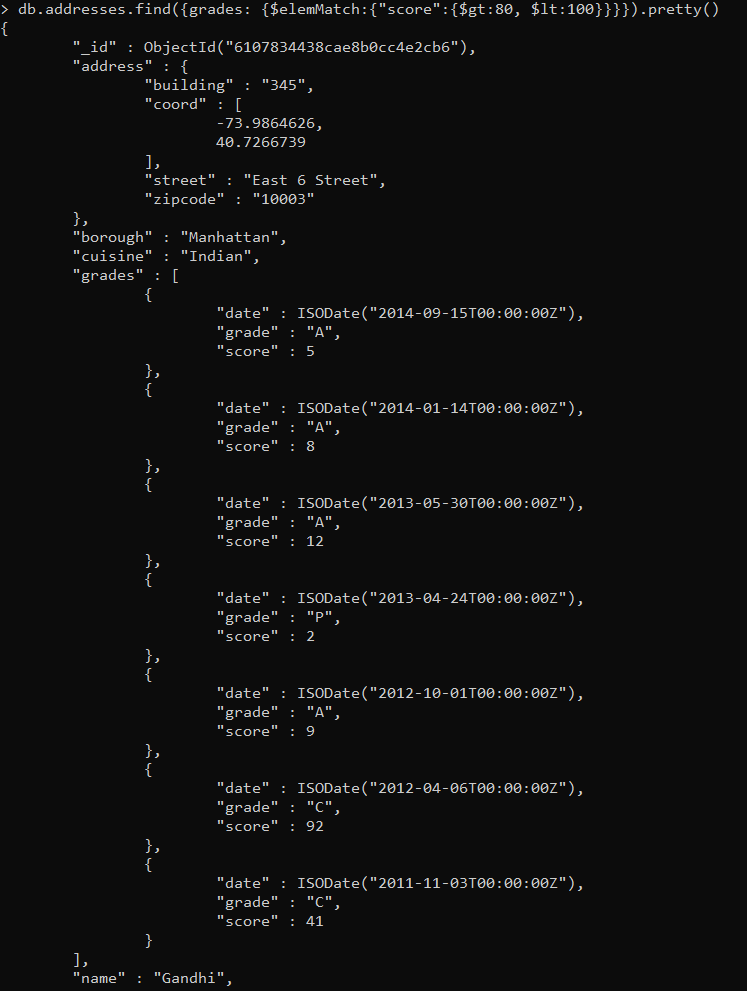 > db.addresses.find({grades: {$elemMatch:{"score":{$gt:80, $lt:100}}}}).pretty()
{
        "_id" : ObjectId("6107834438cae8b0cc4e2cb6"),
        "address" : {
                "building" : "345",
                "coord" : [
                        -73.9864626,
                        40.7266739
                ],
                "street" : "East 6 Street",
                "zipcode" : "10003"
        },
        "borough" : "Manhattan",
        "cuisine" : "Indian",
        "grades" : [
                {
                        "date" : ISODate("2014-09-15T00:00:00Z"),
                        "grade" : "A",
                        "score" : 5
                },
                {
                        "date" : ISODate("2014-01-14T00:00:00Z"),
                        "grade" : "A",
                        "score" : 8
                },
                {
                        "date" : ISODate("2013-05-30T00:00:00Z"),
                        "grade" : "A",
                        "score" : 12
                },
                {
                        "date" : ISODate("2013-04-24T00:00:00Z"),
                        "grade" : "P",
                        "score" : 2
                },
                {
                        "date" : ISODate("2012-10-01T00:00:00Z"),
                        "grade" : "A",
                        "score" : 9
                },
                {
                        "date" : ISODate("2012-04-06T00:00:00Z"),
                        "grade" : "C",
                        "score" : 92
                },
                {
                        "date" : ISODate("2011-11-03T00:00:00Z"),
                        "grade" : "C",
                        "score" : 41
                }
        ],
        "name" : "Gandhi",